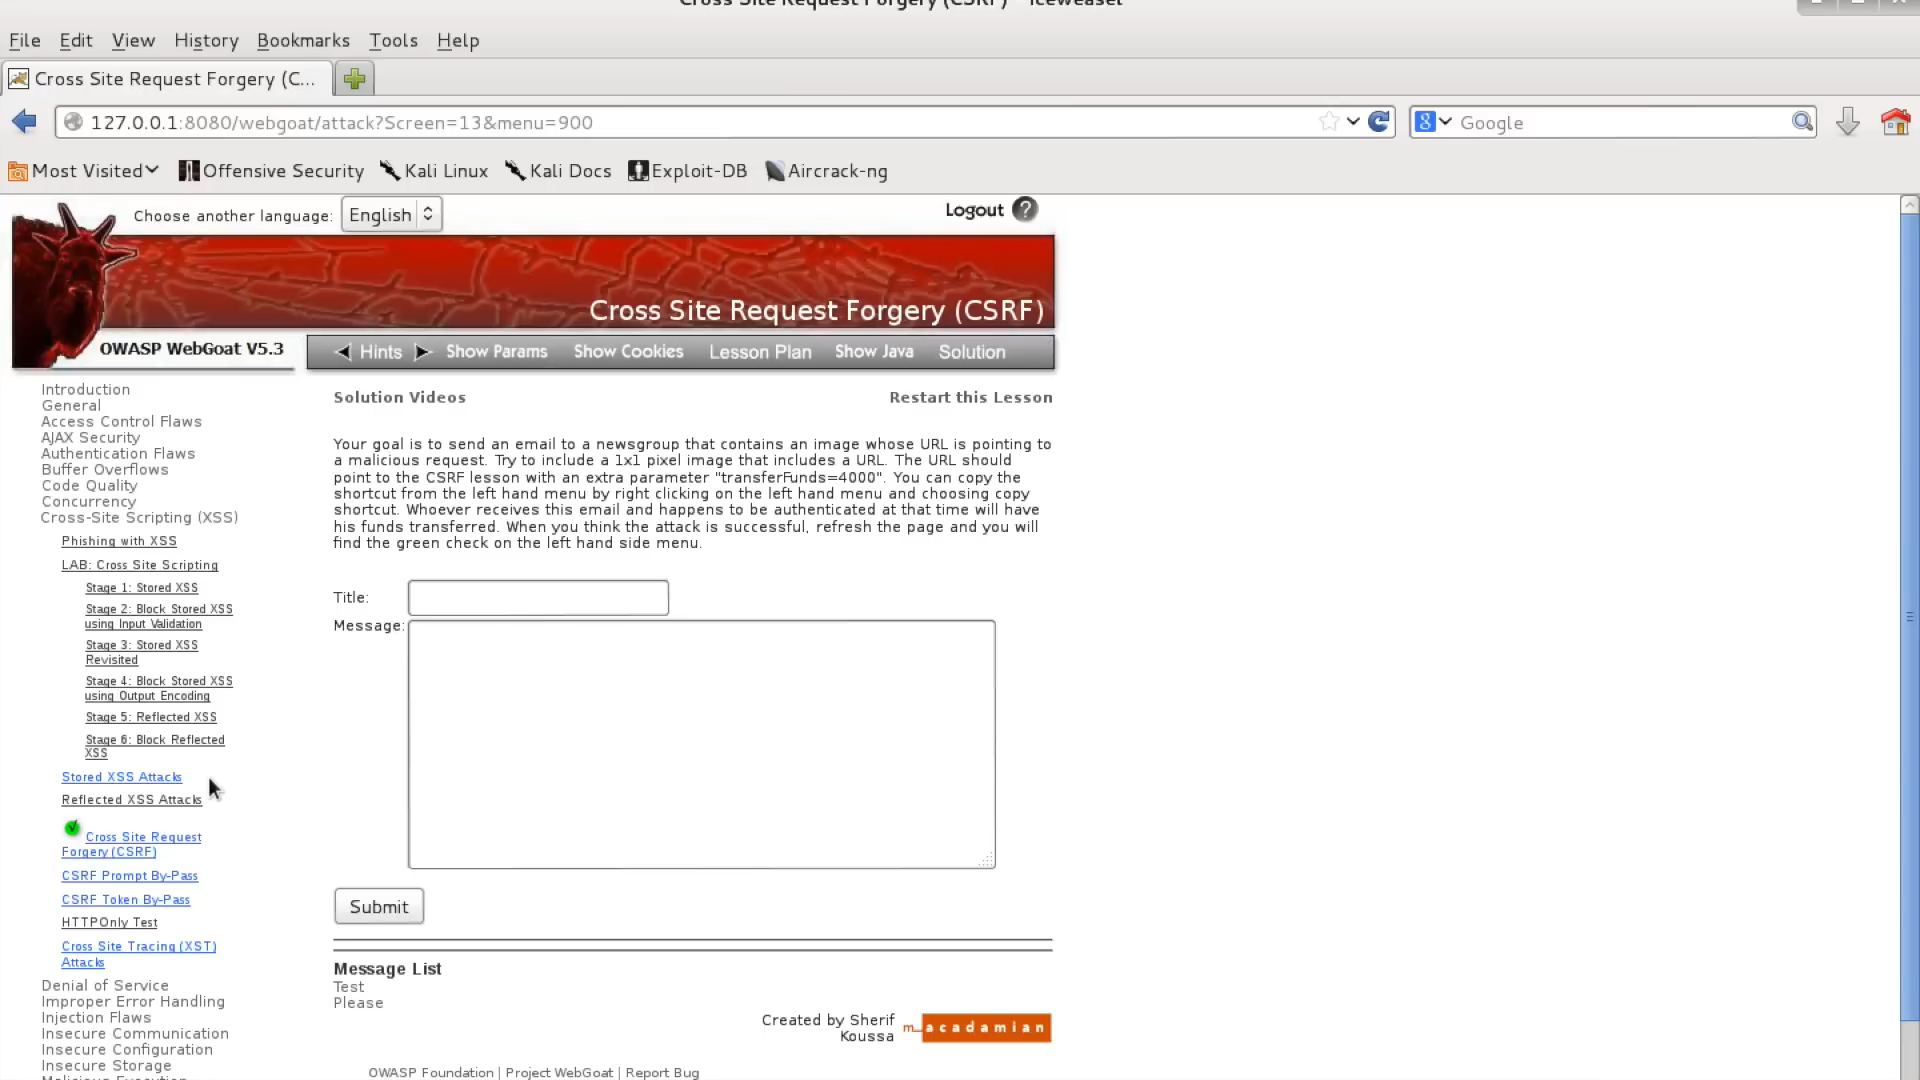 Cross Site Request Forgery (CSRF) - Iceweasel
File Edit View History Bookmarks Tools Help
Cross Site Request Forgery (C...
127.0.0.1:8080/webgoat/attack?Screen=13&menu=900
8 Google
Most Visited Offensive Security Kali Linux Kali Docs Exploit-DB Aircrack-ng
Choose another language: English
Logout ?
Cross Site Request Forgery (CSRF)
OWASP WebGoat V5.3
Hints Show Params Show Cookies Lesson Plan Show Java Solution
Introduction
General
Access Control Flaws
AJAX Security
Authentication Flaws
Buffer Overflows
Code Quality
Concurrency
Cross-Site Scripting (XSS)
Phishing with XSS
LAB: Cross Site Scripting
Stage 1: Stored XSS
Stage 2: Block Stored XSS
using Input Validation
Stage 3: Stored XSS
Revisited
Stage 4: Block Stored XSS
using Output Encoding
Stage 5: Reflected XSS
Stage 6: Block Reflected
XSS
Stored XSS Attacks
Reflected XSS Attacks
Cross Site Request
Forgery (CSRF)
CSRF Prompt By-Pass
CSRF Token By-Pass
HTTPOnly Test
Cross Site Tracing (XST)
Attacks
Denial of Service
Improper Error Handling
Injection Flaws
Insecure Communication
Insecure Configuration
Insecure Storage
Malicious Execution
Solution Videos
Restart this Lesson
Your goal is to send an email to a newsgroup that contains an image whose URL is pointing to
a malicious request. Try to include a 1x1 pixel image that includes a URL. The URL should
point to the CSRF lesson with an extra parameter "transferFunds=4000". You can copy the
shortcut from the left hand menu by right clicking on the left hand menu and choosing copy
shortcut. Whoever receives this email and happens to be authenticated at that time will have
his funds transferred. When you think the attack is successful, refresh the page and you will
find the green check on the left hand side menu.
Title:
Message:
Submit
Message List
Test
Please
Created by Sherif
Koussa
m_acadamian
OWASP Foundation | Project WebGoat | Report Bug